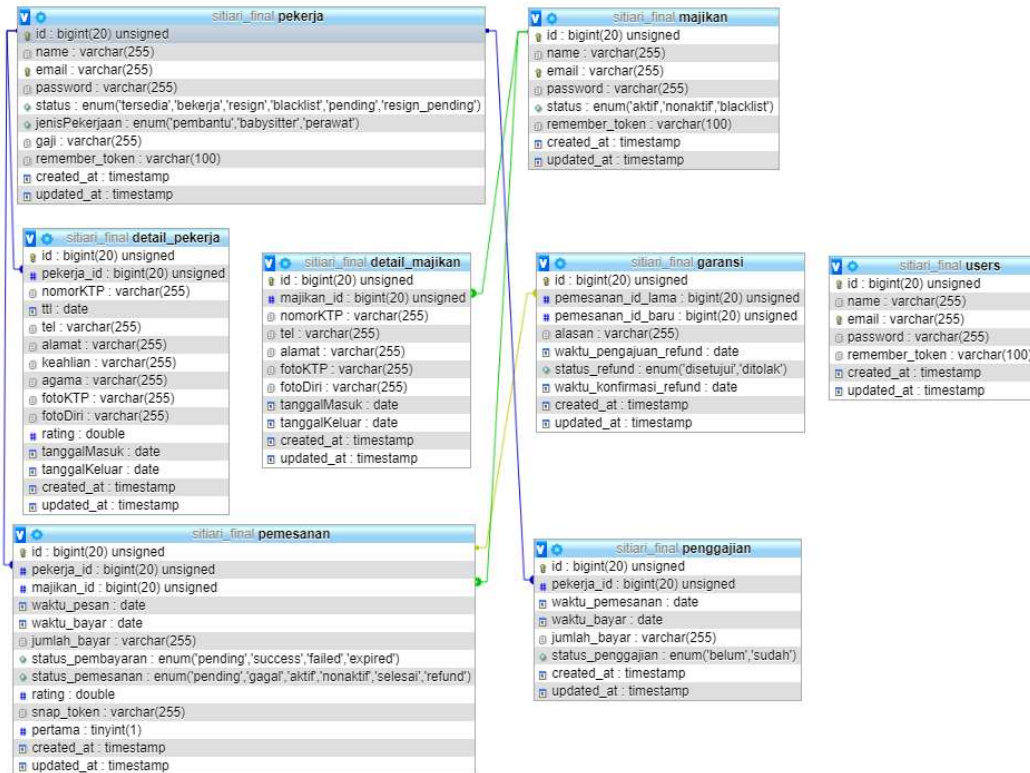 sitiari_final pekerja
id : bigint(20) unsigned
name : varchar(255)
email : varchar(255)
password : varchar(255)
status : enum('tersedia','bekerja','resign','blacklist','pending','resign_pending')
jenisPekerjaan : enum('pembantu','babysitter','perawat')
gaji : varchar(255)
remember_token : varchar(100)
created_at : timestamp
updated_at : timestamp
sitiari_final majikan
id : bigint(20) unsigned
name : varchar(255)
email : varchar(255)
password : varchar(255)
status : enum('aktif','nonaktif','blacklist')
remember_token : varchar(100)
created_at : timestamp
updated_at : timestamp
sitiari_final detail_pekerja
id : bigint(20) unsigned
pekerja_id : bigint(20) unsigned
nomorKTP : varchar(255)
ttl : date
tel : varchar(255)
alamat : varchar(255)
keahlian : varchar(255)
agama : varchar(255)
fotoKTP : varchar(255)
fotoDiri : varchar(255)
rating : double
tanggalMasuk : date
tanggalKeluar : date
created_at : timestamp
updated_at : timestamp
sitiari_final detail_majikan
id : bigint(20) unsigned
majikan_id : bigint(20) unsigned
nomorKTP : varchar(255)
tel : varchar(255)
alamat : varchar(255)
fotoKTP : varchar(255)
fotoDiri : varchar(255)
tanggalMasuk : date
tanggalKeluar : date
created_at : timestamp
updated_at : timestamp
sitiari_final garansi
id : bigint(20) unsigned
pemesanan_id_lama : bigint(20) unsigned
pemesanan_id_baru : bigint(20) unsigned
alasan : varchar(255)
waktu_pengajuan_refund : date
status_refund : enum('disetujui','ditolak')
waktu_konfirmasi_refund : date
created_at : timestamp
updated_at : timestamp
sitiari_final users
id : bigint(20) unsigned
name : varchar(255)
email : varchar(255)
password : varchar(255)
remember_token : varchar(100)
created_at : timestamp
updated_at : timestamp
sitiari_final pemesanan
id : bigint(20) unsigned
pekerja_id : bigint(20) unsigned
majikan_id : bigint(20) unsigned
waktu_pesan : date
waktu_bayar : date
jumlah_bayar : varchar(255)
status_pembayaran : enum('pending','success','failed','expired')
status_pemesanan : enum('pending','gagal','aktif','nonaktif','selesai','refund')
rating : double
snap_token : varchar(255)
pertama : tinyint(1)
created_at : timestamp
updated_at : timestamp
sitiari_final penggajian
id : bigint(20) unsigned
pekerja_id : bigint(20) unsigned
waktu_pemesanan : date
waktu_bayar : date
jumlah_bayar : varchar(255)
status_penggajian : enum('belum','sudah')
created_at : timestamp
updated_at : timestamp